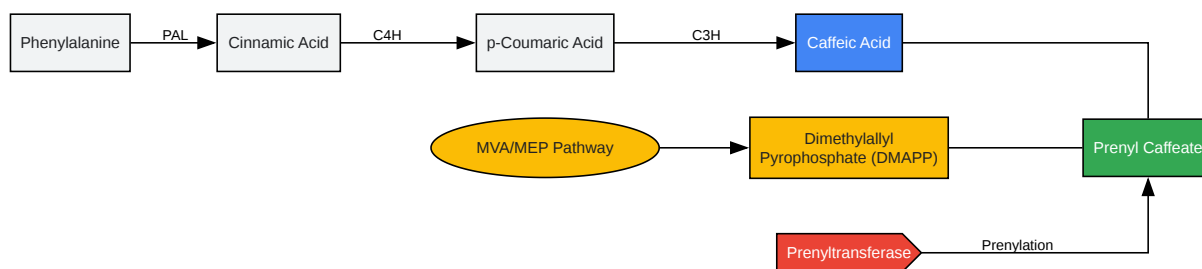 Phenylalanine
PAL
Cinnamic Acid
C4H
p-Coumaric Acid
C3H
Caffeic Acid
MVA/MEP Pathway
Dimethylallyl
Pyrophosphate (DMAPP)
Prenyl Caffeate
Prenyltransferase
Prenylation